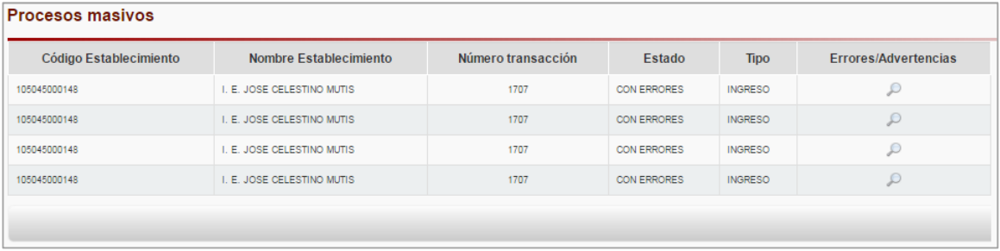 Procesos masivos
Código Establecimiento Nombre Establecimiento Número transacción Estado Tipo Errores/Advertencias
105045000148 I. E. JOSE CELESTINO MUTIS 1707 CON ERRORES INGRESO
105045000148 I. E. JOSE CELESTINO MUTIS 1707 CON ERRORES INGRESO
105045000148 I. E. JOSE CELESTINO MUTIS 1707 CON ERRORES INGRESO
105045000148 I. E. JOSE CELESTINO MUTIS 1707 CON ERRORES INGRESO